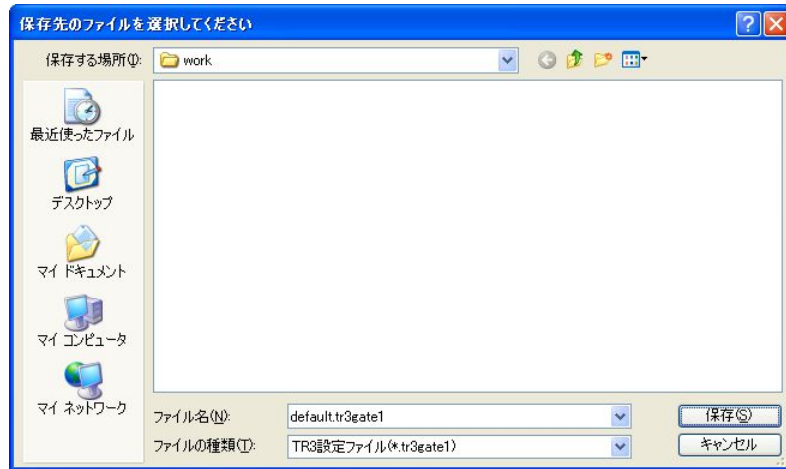 保存先のファイルを選択してください
保存する場所(I): work
最近使ったファイル
デスクトップ
マイ ドキュメント
マイ コンピュータ
マイ ネットワーク
ファイル名(N): default.tr3gate1 保存(S)
ファイルの種類(T): TR3設定ファイル(*.tr3gate1) キャンセル